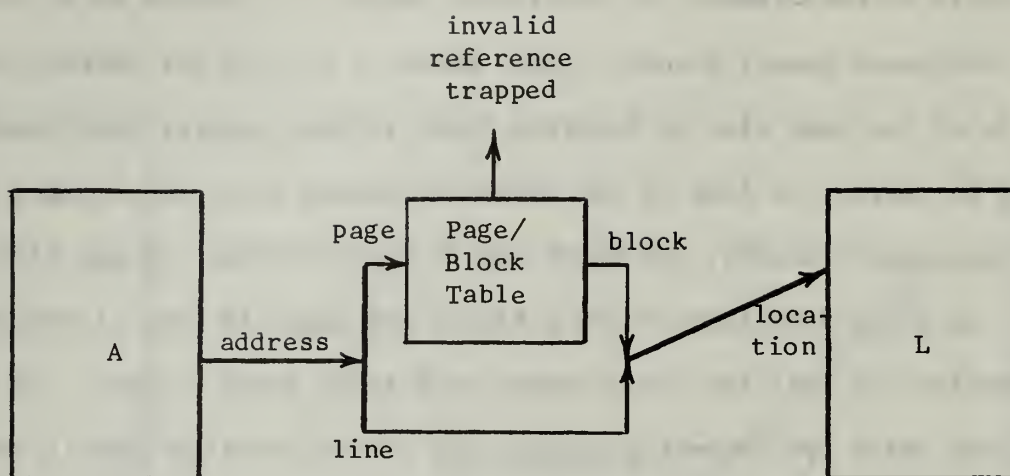 invalid
reference
trapped
page
Page/
Block
Table
block
A
address
loca-
tion
L
line